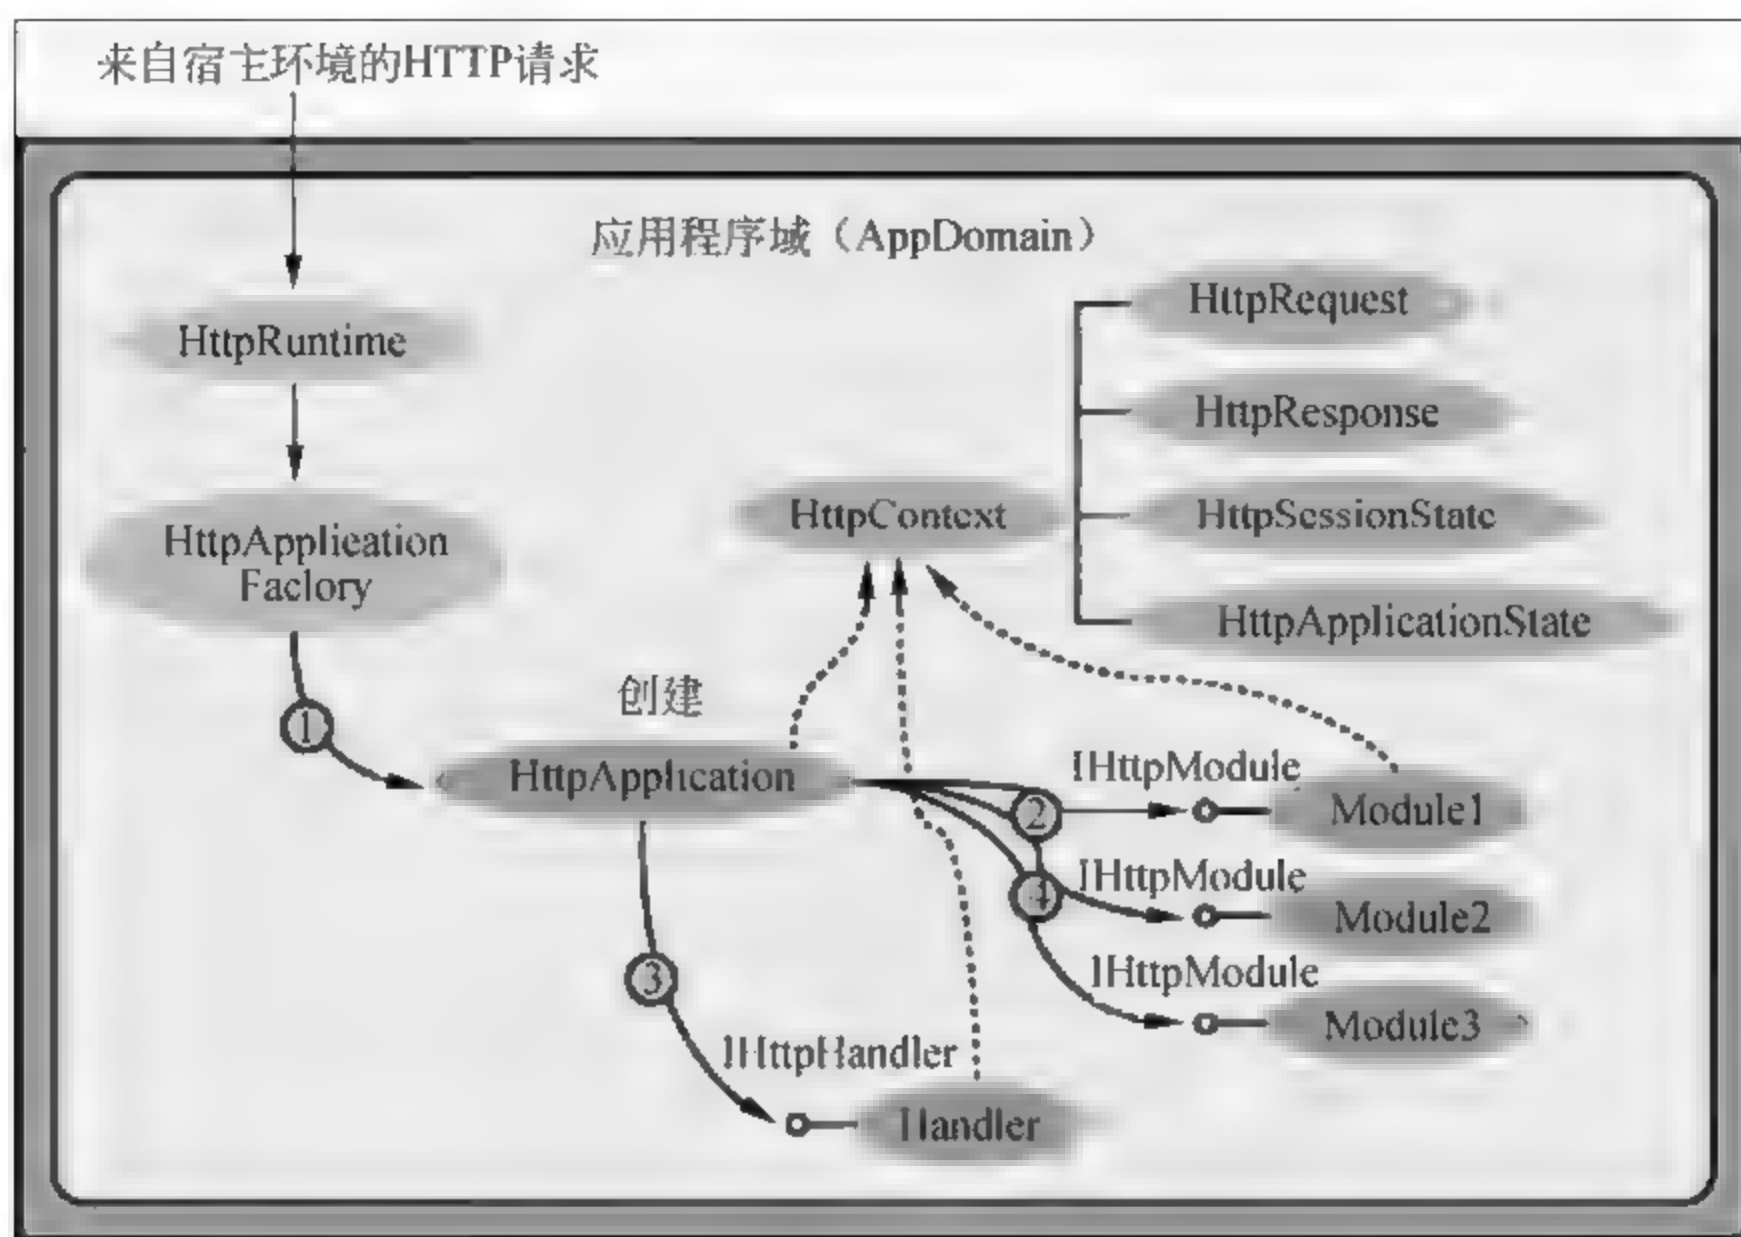 来自宿主环境的HTTP请求
应用程序域（AppDomain）
HttpRuntime
HttpApplication
Factory
HttpContext
HttpRequest
HttpResponse
HttpSessionState
HttpApplicationState
①
创建
HttpApplication
②
④
③
IHttpModule
Module1
IHttpModule
Module2
IHttpModule
Module3
IHttpHandler
Handler